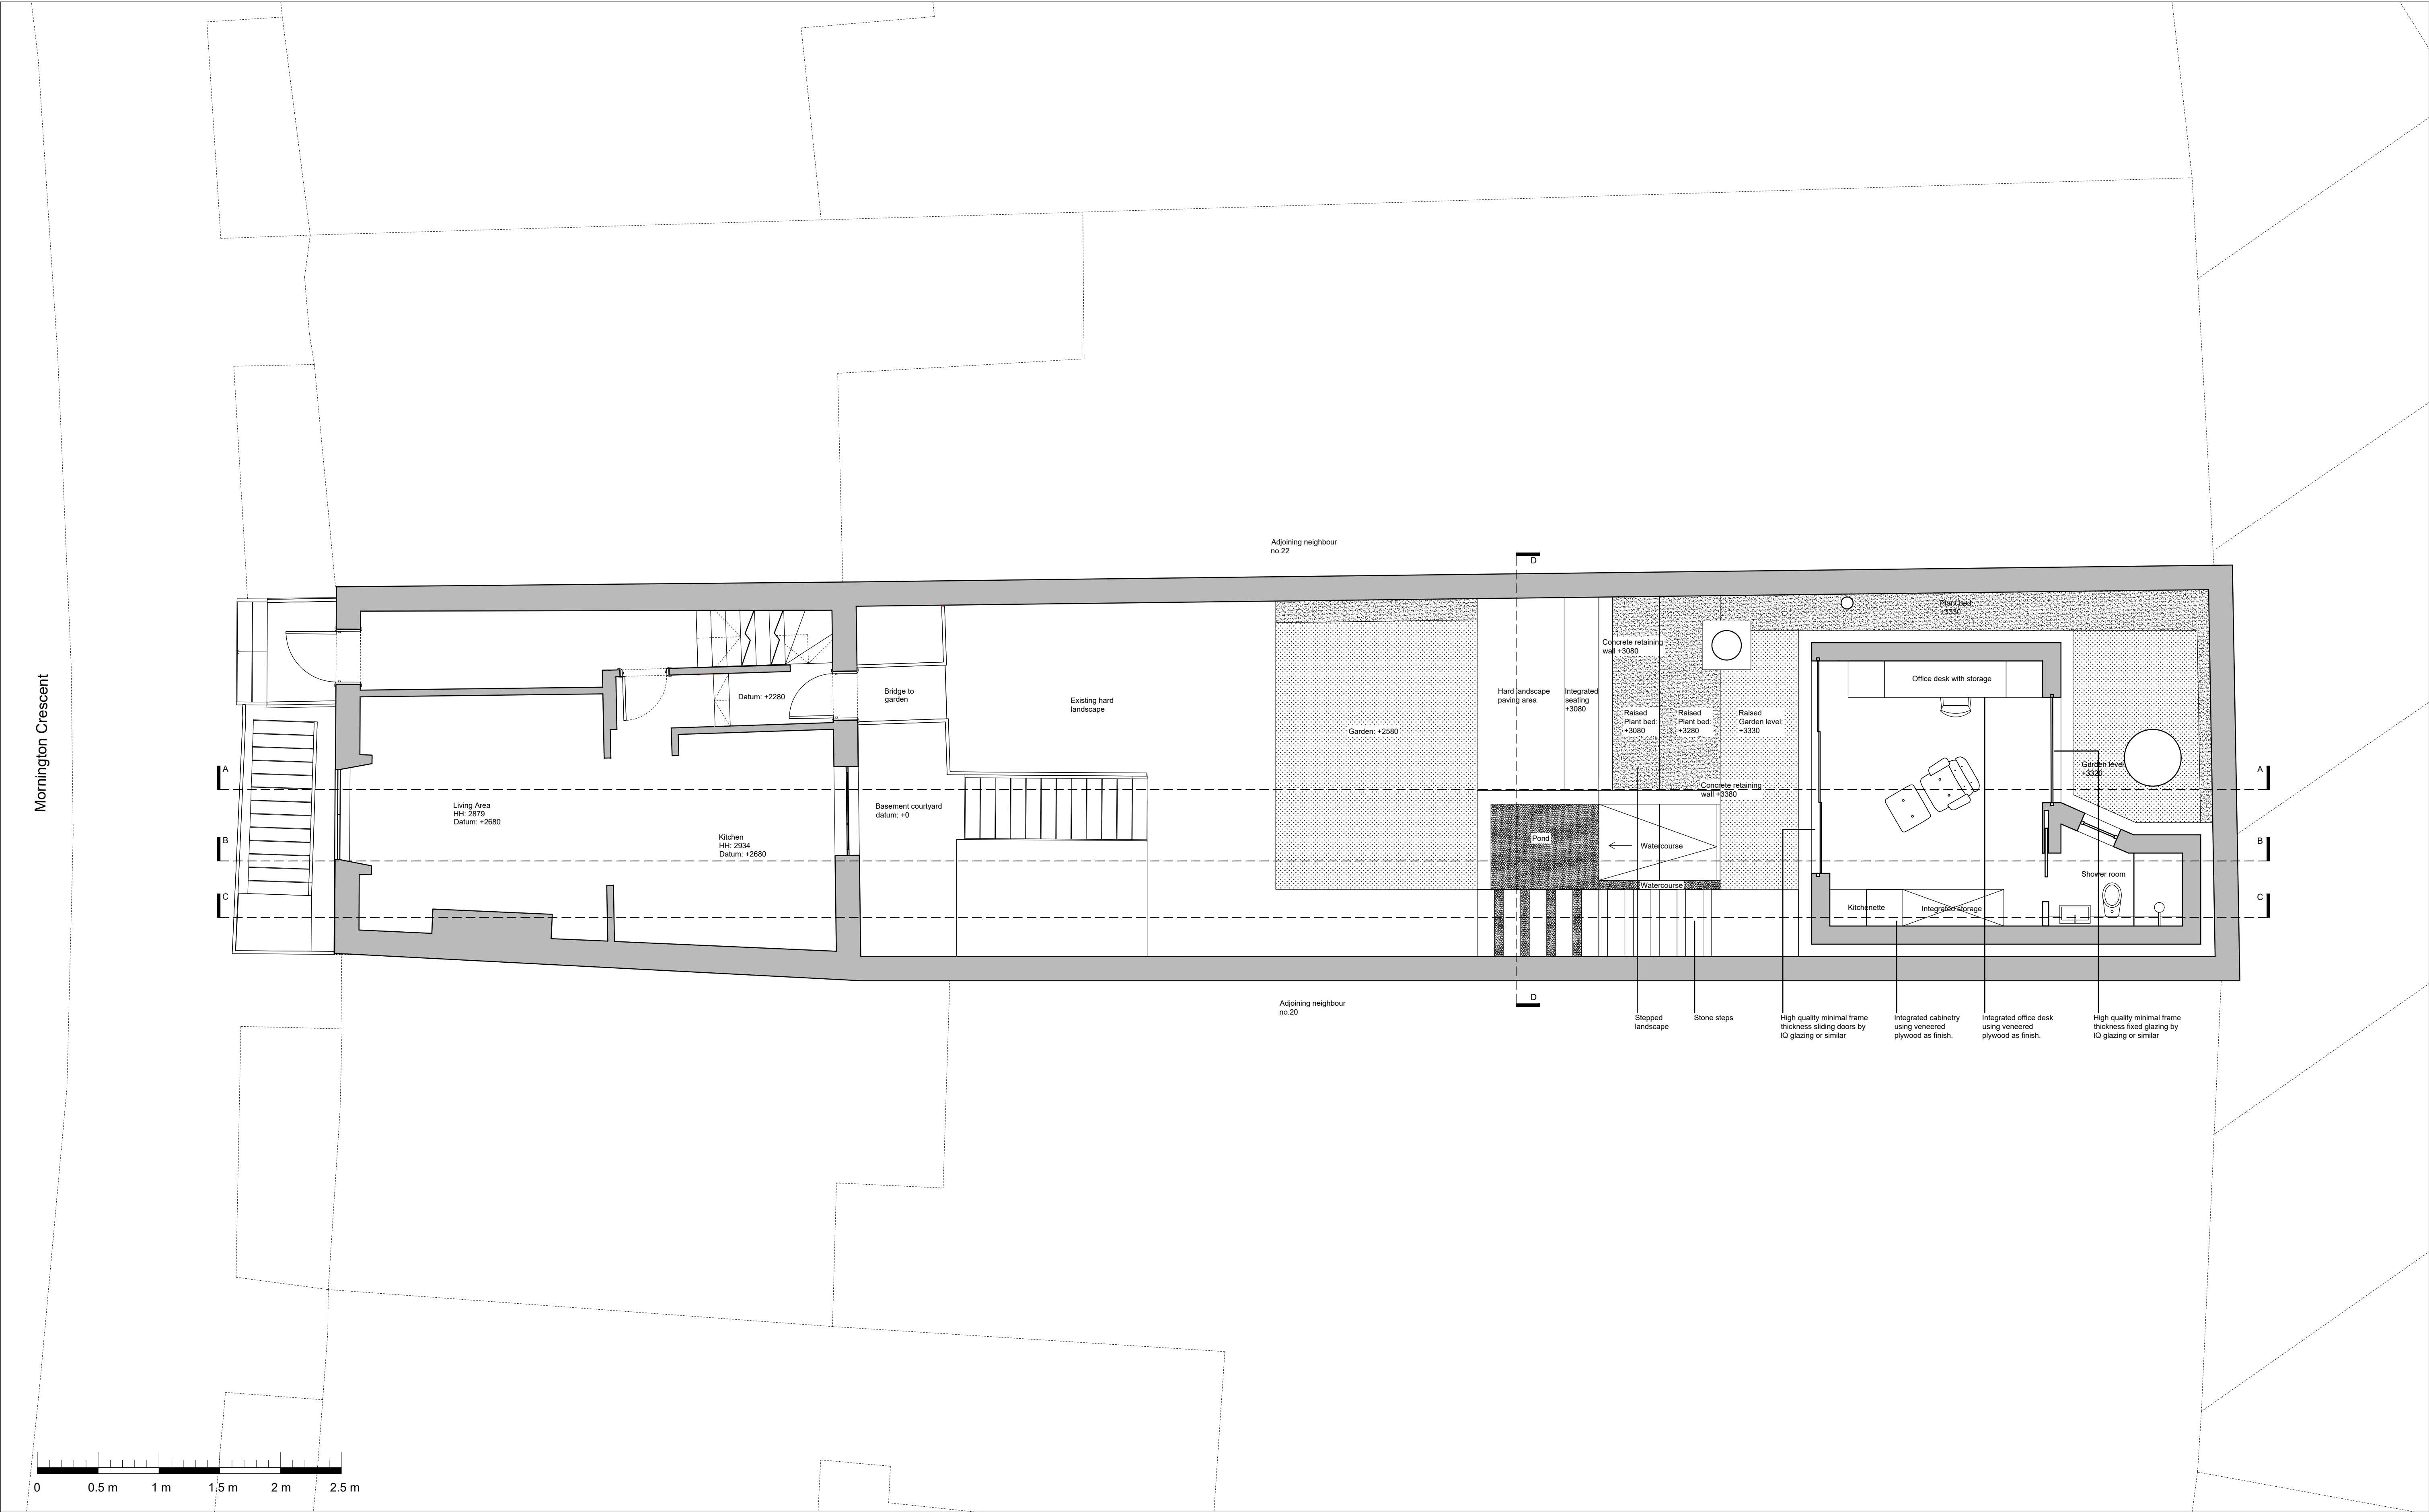 Mornington Crescent
Adjoining neighbour
no.22
D
Plant bed:
+3330
Concrete retaining
wall +3080
Office desk with storage
Datum: +2280
Bridge to
garden
Existing hard
landscape
Hard landscape
paving area
Integrated
seating
+3080
Raised
Plant bed:
+3080
Raised
Plant bed:
+3280
Raised
Garden level:
+3330
Garden: +2580
A
A
Garden level
+3320
Concrete retaining
wall +3380
Living Area
HH: 2879
Datum: +2680
Basement courtyard
datum: +0
Kitchen
HH: 2934
Datum: +2680
B
B
Pond
Watercourse
Watercourse
Shower room
C
C
Kitchenette
Integrated storage
D
Adjoining neighbour
no.20
Stepped
landscape
Stone steps
High quality minimal frame
thickness sliding doors by
IQ glazing or similar
Integrated cabinetry
using veneered
plywood as finish.
Integrated office desk
using veneered
plywood as finish.
High quality minimal frame
thickness fixed glazing by
IQ glazing or similar
0 0.5 m 1 m 1.5 m 2 m 2.5 m